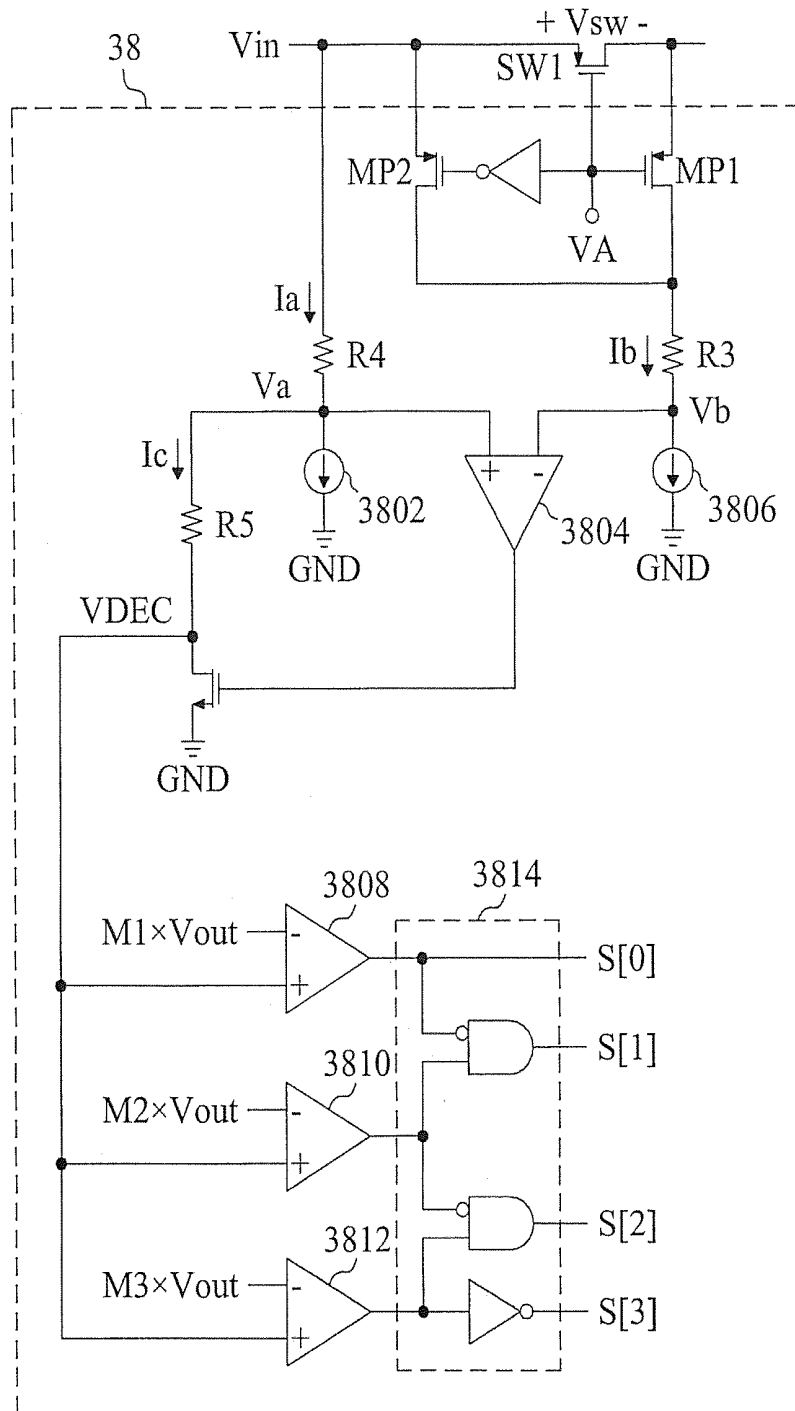 + Vsw -
Vin
SW1
38
MP2
MP1
VA
Ia
R4
Ib
R3
Va
Vb
Ic
+ -
R5
3802
3804
3806
GND
GND
VDEC
GND
3808
3814
M1×Vout
-
+
S[0]
S[1]
3810
M2×Vout
-
+
S[2]
3812
M3×Vout
-
+
S[3]